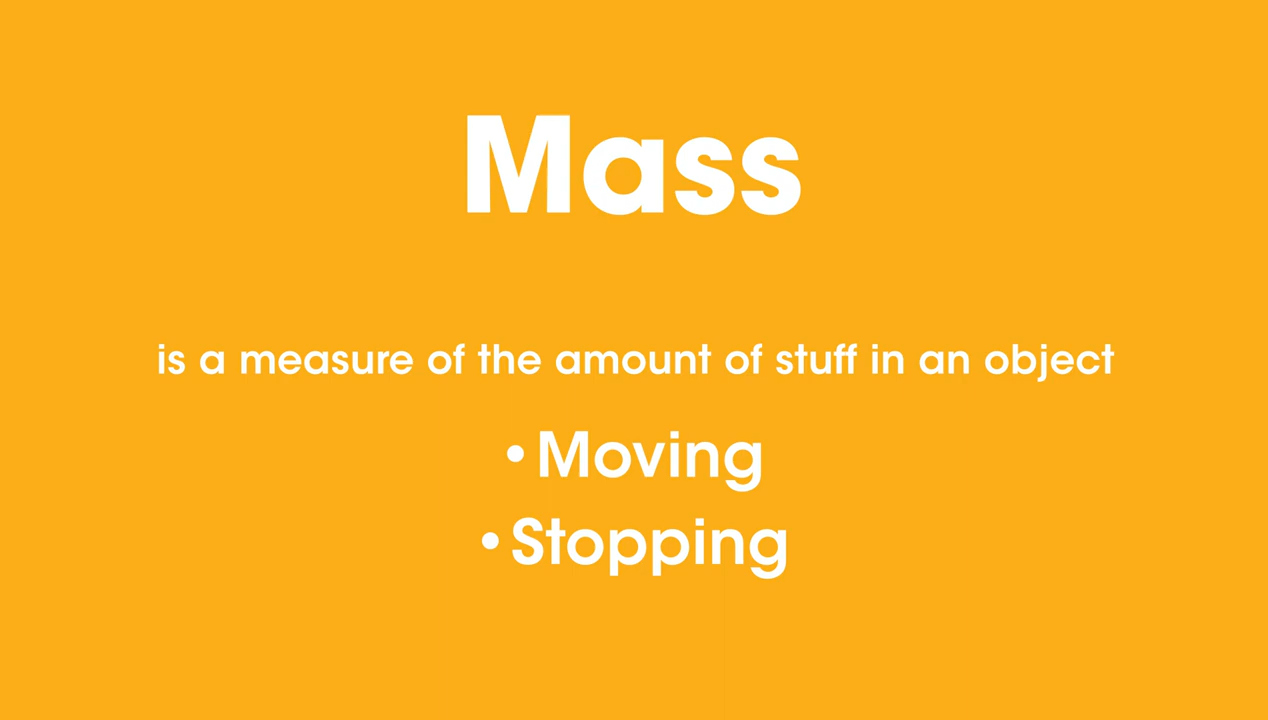 Mass
is a measure of the amount of stuff in an object
• Moving
• Stopping